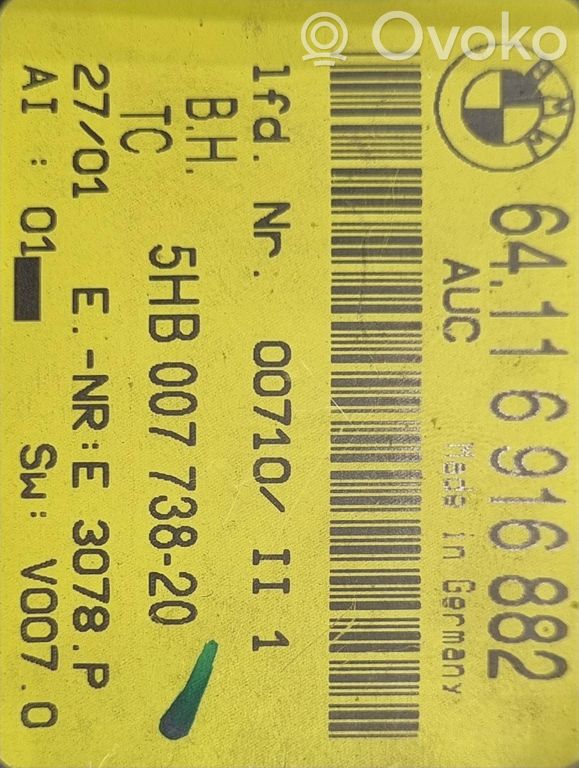 Ovoko
BMW
64.11 6 916 882
AUC
Made in Germany
lfd. Nr. 00710/ II 1
B.H.
TC 5HB 007 738-20
27/01 E.-NR:E 3078.P
AI : 01 Sw: V007.0